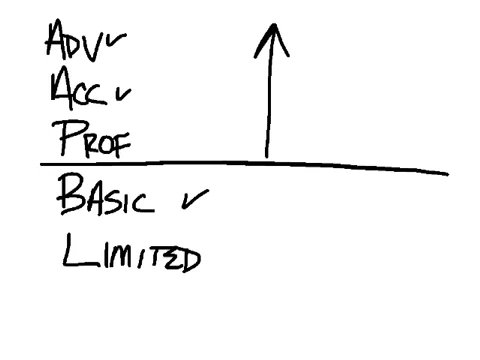 ADV ✓
ACC ✓
PROF
BASIC ✓
LIMITED